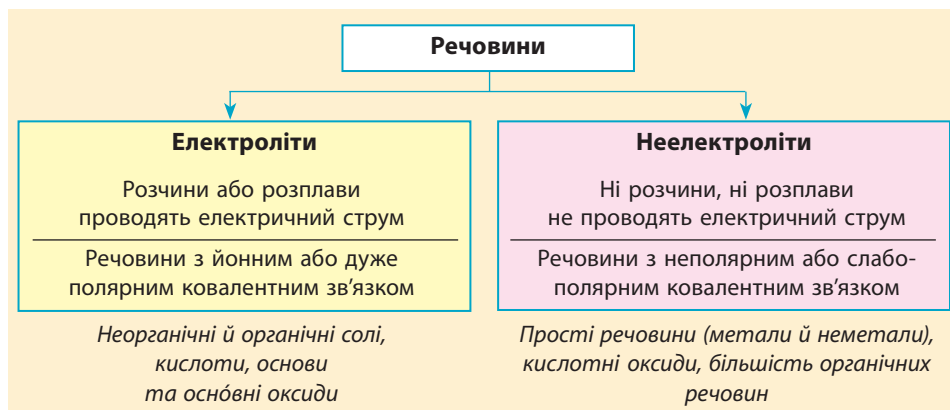 Речовини
Електроліти
Розчини або розплави
проводять електричний струм
Речовини з йонним або дуже
полярним ковалентним зв'язком
Неорганічні й органічні солі,
кислоти, основи
та осно́вні оксиди
Неелектроліти
Ні розчини, ні розплави
не проводять електричний струм
Речовини з неполярним або слабо-
полярним ковалентним зв'язком
Прості речовини (метали й неметали),
кислотні оксиди, більшість органічних
речовин